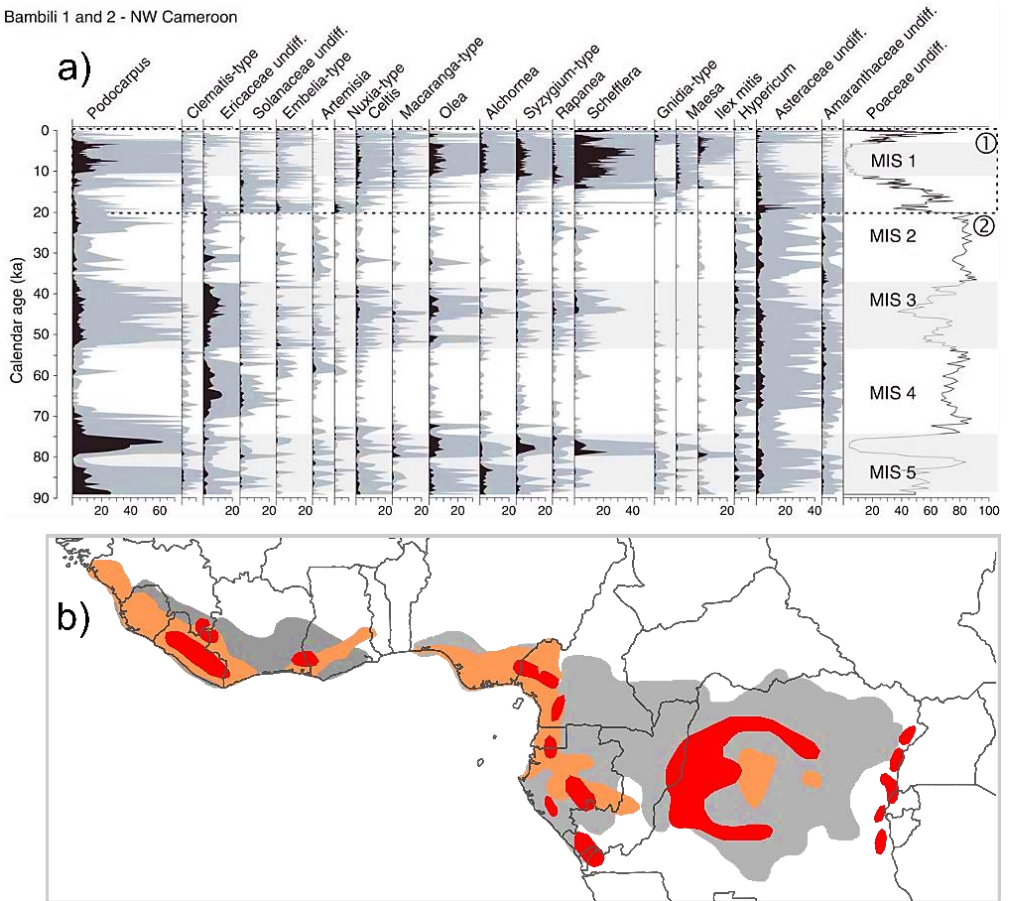 Bambili 1 and 2 - NW Cameroon
a)
Podocarpus
Clematis-type
Ericaceae undiff.
Solanaceae undiff.
Embelia-type
Artemisia
Nuxia-type
Celtis
Macaranga-type
Olea
Alchornea
Syzygium-type
Rapanea
Schefflera
Gnidia-type
Maesa
Ilex mitis
Hypericum
Asteraceae undiff.
Amaranthaceae undiff.
Poaceae undiff.
Calendar age (ka)
0
10
20
30
40
50
60
70
80
90
①
MIS 1
②
MIS 2
MIS 3
MIS 4
MIS 5
20 40 60 20 20 20 20 20 20 20 20 20 40 20 20 20 40 20 20 40 60 80 100
b)